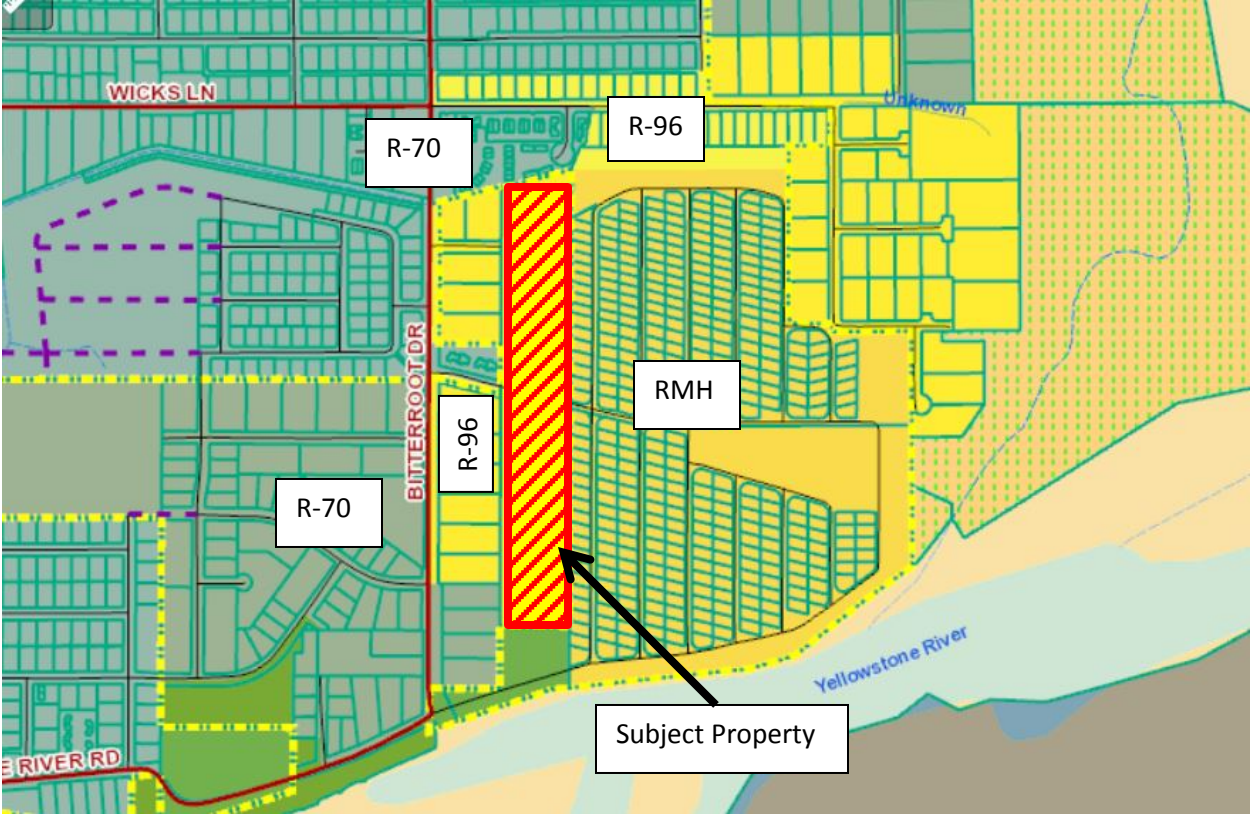 WICKS LN
Unknown
R-96
R-70
BITTERROOT DR
RMH
R-96
R-70
Yellowstone River
Subject Property
E RIVER RD